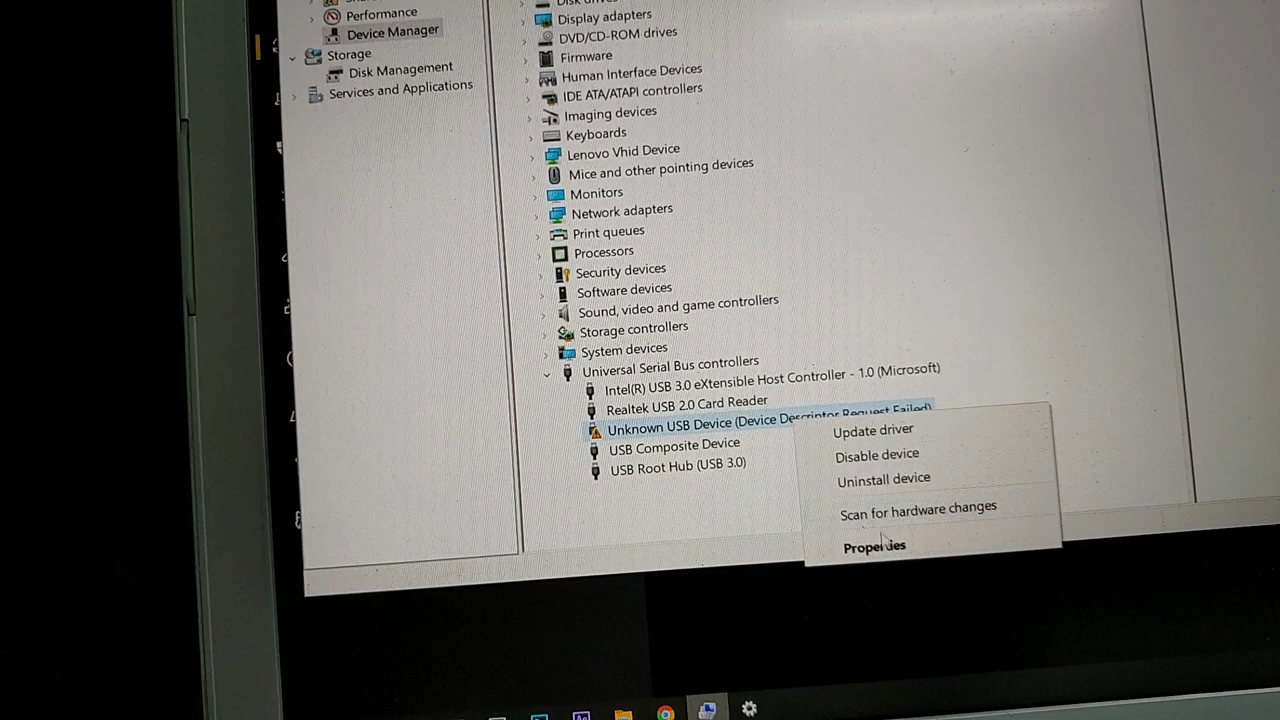 Performance
Device Manager
Storage
Disk Management
Services and Applications
Display adapters
DVD/CD-ROM drives
Firmware
Human Interface Devices
IDE ATA/ATAPI controllers
Imaging devices
Keyboards
Lenovo Vhid Device
Mice and other pointing devices
Monitors
Network adapters
Print queues
Processors
Security devices
Software devices
Sound, video and game controllers
Storage controllers
System devices
Universal Serial Bus controllers
Intel(R) USB 3.0 eXtensible Host Controller - 1.0 (Microsoft)
Realtek USB 2.0 Card Reader
Unknown USB Device (Device Descriptor Request Failed)
USB Composite Device
USB Root Hub (USB 3.0)
Update driver
Disable device
Uninstall device
Scan for hardware changes
Properties